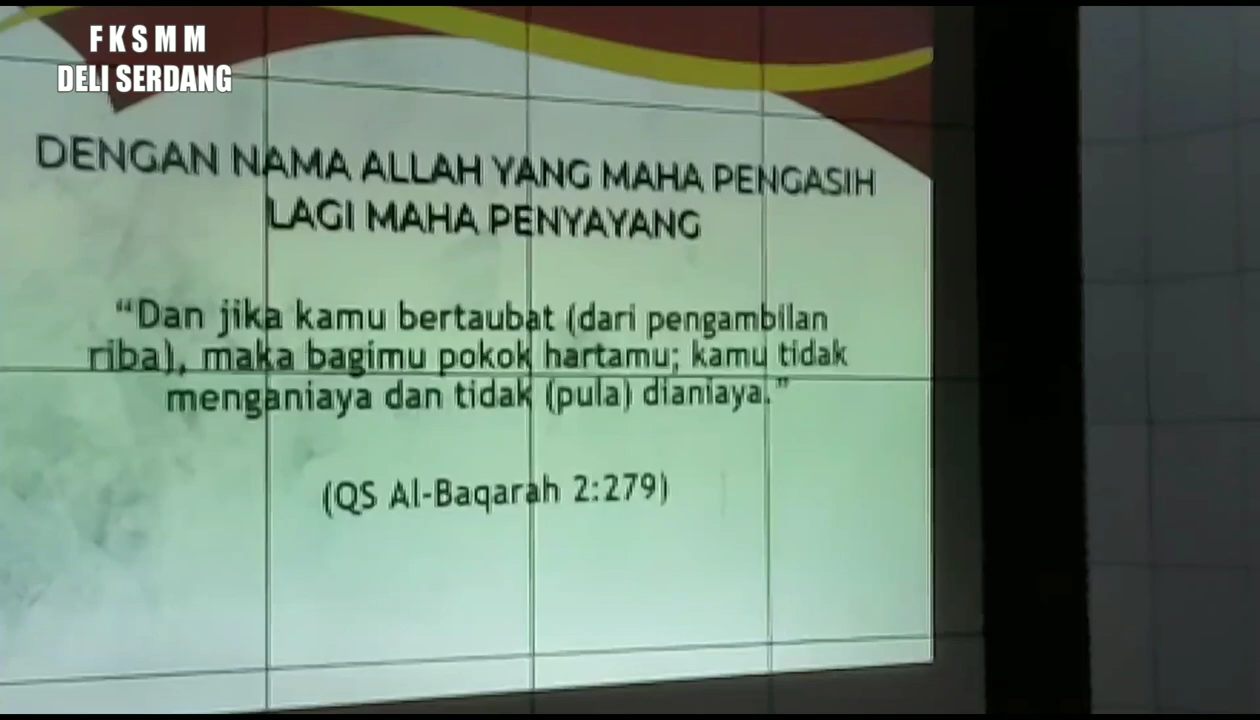 F K S M M
DELI SERDANG
DENGAN NAMA ALLAH YANG MAHA PENGASIH
LAGI MAHA PENYAYANG
“Dan jika kamu bertaubat (dari pengambilan
riba), maka bagimu pokok hartamu; kamu tidak
menganiaya dan tidak (pula) dianiaya.”
(QS Al-Baqarah 2:279)